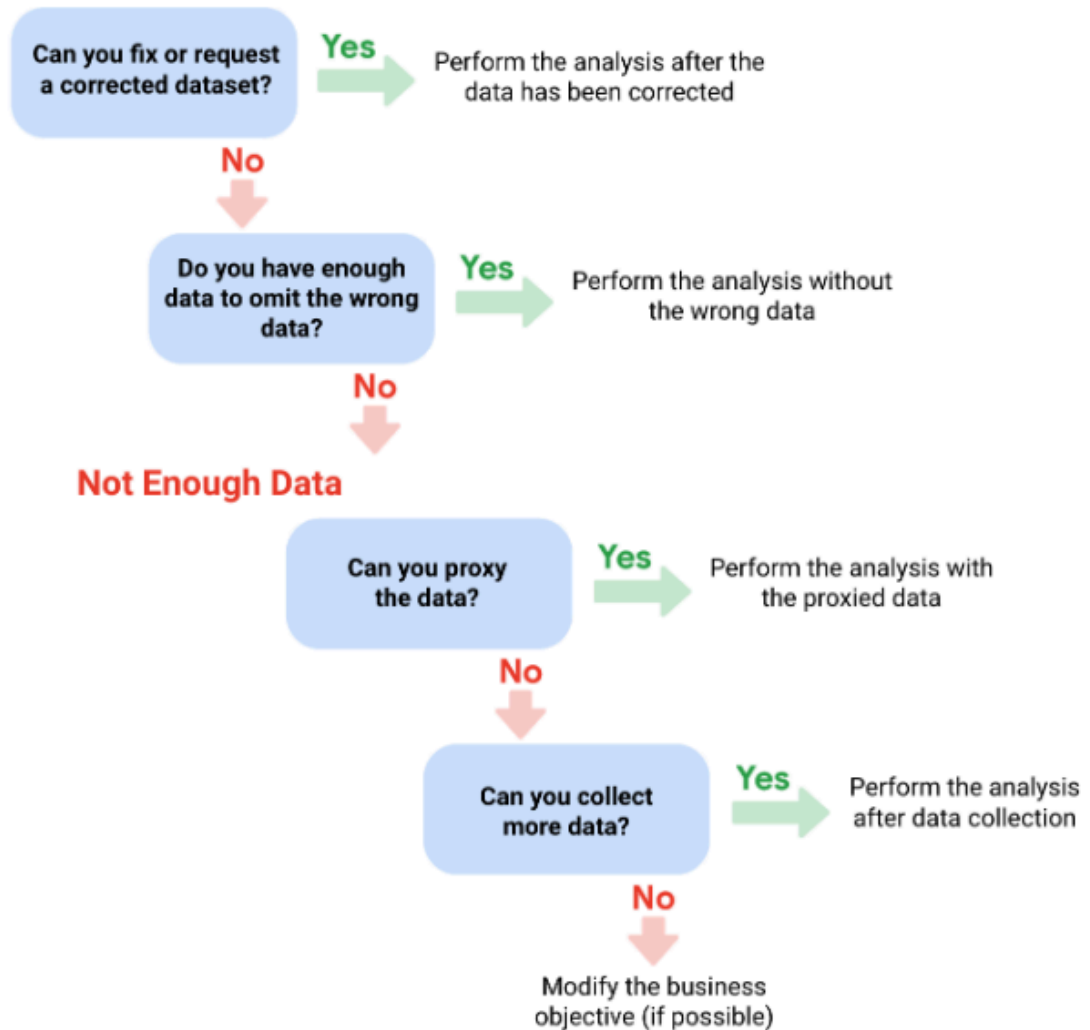 Can you fix or request
a corrected dataset?
Yes
Perform the analysis after the
data has been corrected
No
Do you have enough
data to omit the wrong
data?
Yes
Perform the analysis without
the wrong data
No
Not Enough Data
Can you proxy
the data?
Yes
Perform the analysis with
the proxied data
No
Can you collect
more data?
Yes
Perform the analysis
after data collection
No
Modify the business
objective (if possible)